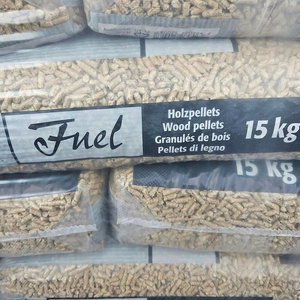 Fuel
Holzpellets
Wood pellets
Granulés de bois
Pellets di legno
15 kg
15 kg